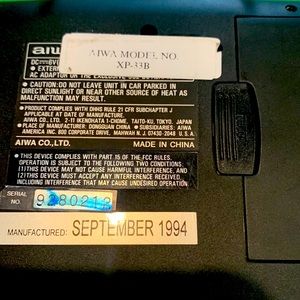 aiwa
AIWA MODEL NO.
XP-33B
DC 6V
• EXTERNAL
AC ADAPTOR OR THE EXCLUSIVE
• CAUTION: DO NOT LEAVE UNIT IN CAR PARKED IN
DIRECT SUNLIGHT OR NEAR OTHER SOURCE OF HEAT AS
MALFUNCTION MAY RESULT.
• PRODUCT COMPLIES WITH DHHS RULE 21 CFR SUBCHAPTER J
APPLICABLE AT DATE OF MANUFACTURE.
AIWA CO., LTD. 2-11 IKENOHATA 1-CHOME, TAITO-KU, TOKYO, JAPAN
• PLACE OF MANUFACTURER: DONGGUAN CHINA • SUBSIDIARIES: AIWA
AMERICA INC. 800 CORPORATE DRIVE, MAHWAH N.J. 07430-2048 U.S.
AIWA CO.,LTD. MADE IN CHINA
• THIS DEVICE COMPLIES WITH PART 15 OF THE FCC RULES.
OPERATION IS SUBJECT TO THE FOLLOWING TWO CONDITIONS:
(1) THIS DEVICE MAY NOT CAUSE HARMFUL INTERFERENCE, AND
(2) THIS DEVICE MUST ACCEPT ANY INTERFERENCE
RECEIVED, INCLUDING INTERFERENCE THAT MAY
CAUSE UNDESIRED OPERATION.
SERIAL
NO.
9280212
MANUFACTURED: SEPTEMBER 1994